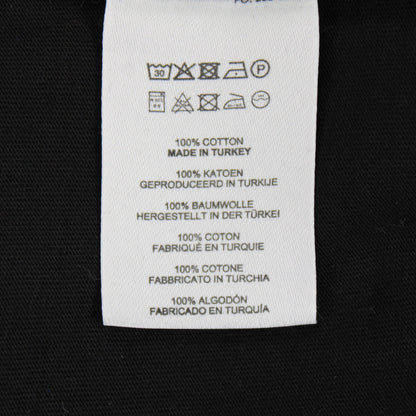 30 P
100% COTTON
MADE IN TURKEY
100% KATOEN
GEPRODUCEERD IN TURKIJE
100% BAUMWOLLE
HERGESTELLT IN DER TÜRKEI
100% COTON
FABRIQUÉ EN TURQUIE
100% COTONE
FABBRICATO IN TURCHIA
100% ALGODÓN
FABRICADO EN TURQUÍA